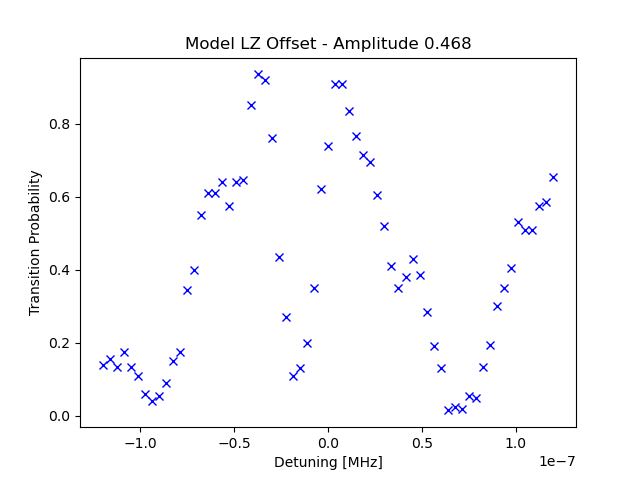 Model LZ Offset - Amplitude 0.468
Transition Probability
0.8
0.6
0.4
0.2
0.0
−1.0 −0.5 0.0 0.5 1.0
1e−7
Detuning [MHz]